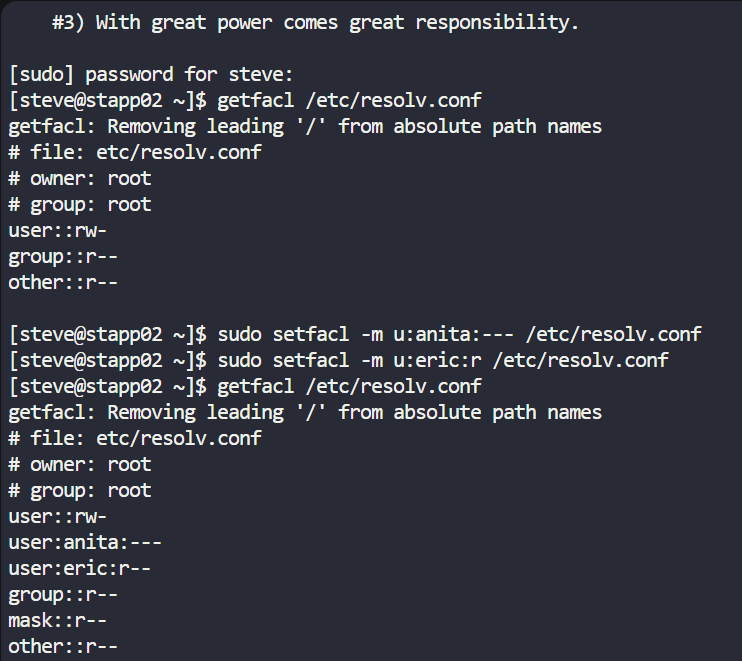 #3) With great power comes great responsibility.
[sudo] password for steve:
[steve@stapp02 ~]$ getfacl /etc/resolv.conf
getfacl: Removing leading '/' from absolute path names
# file: etc/resolv.conf
# owner: root
# group: root
user::rw-
group::r--
other::r--
[steve@stapp02 ~]$ sudo setfacl -m u:anita:--- /etc/resolv.conf
[steve@stapp02 ~]$ sudo setfacl -m u:eric:r /etc/resolv.conf
[steve@stapp02 ~]$ getfacl /etc/resolv.conf
getfacl: Removing leading '/' from absolute path names
# file: etc/resolv.conf
# owner: root
# group: root
user::rw-
user:anita:---
user:eric:r--
group::r--
mask::r--
other::r--